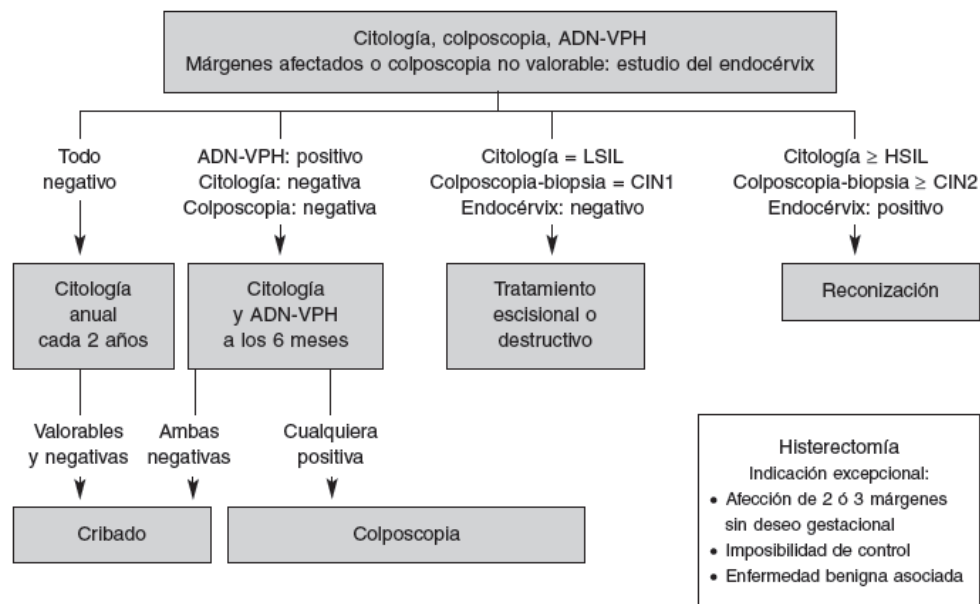 Citología, colposcopia, ADN-VPH
Márgenes afectados o colposcopia no valorable: estudio del endocérvix
Todo
negativo
ADN-VPH: positivo
Citología: negativa
Colposcopia: negativa
Citología = LSIL
Colposcopia-biopsia = CIN1
Endocérvix: negativo
Citología ≥ HSIL
Colposcopia-biopsia ≥ CIN2
Endocérvix: positivo
Citología
anual
cada 2 años
Citología
y ADN-VPH
a los 6 meses
Tratamiento
escisional o
destructivo
Reconización
Valorables
y negativas
Ambas
negativas
Cualquiera
positiva
Cribado
Colposcopia
Histerectomía
Indicación excepcional:
• Afección de 2 ó 3 márgenes
sin deseo gestacional
• Imposibilidad de control
• Enfermedad benigna asociada